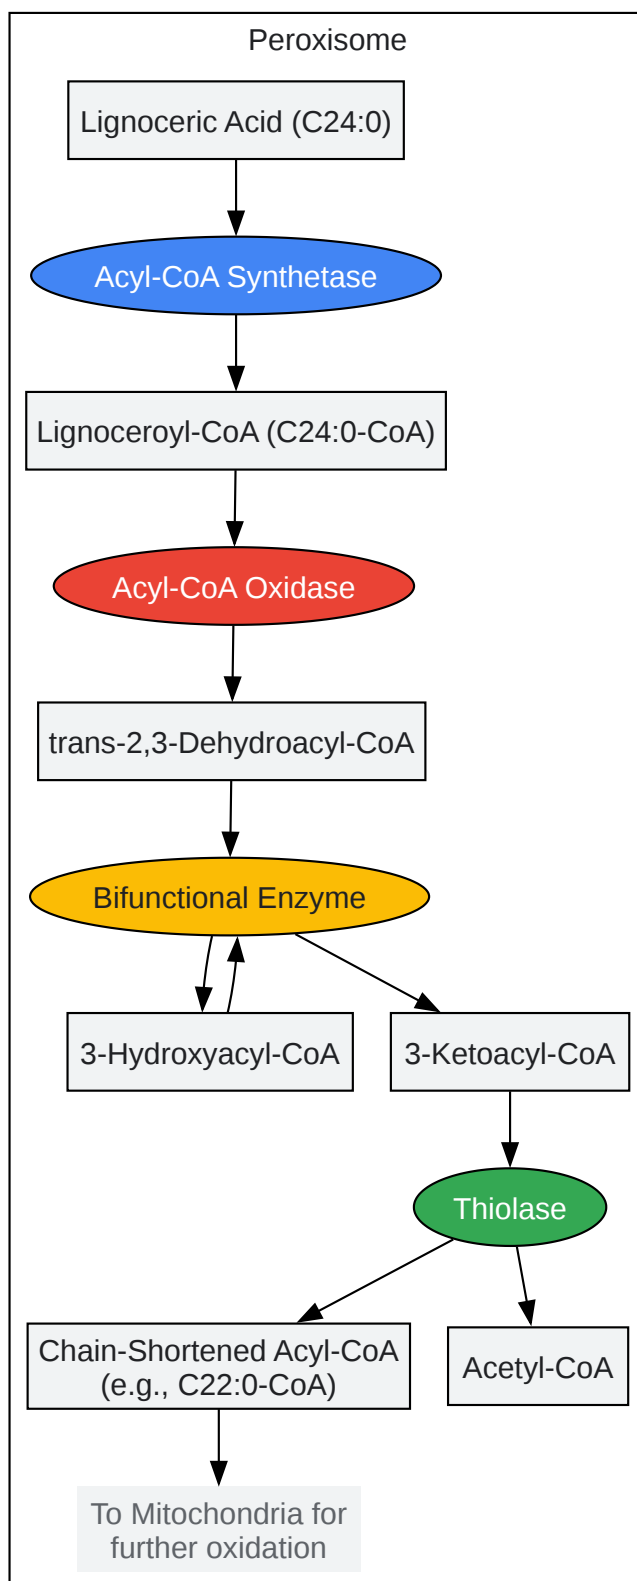 Peroxisome
Lignoceric Acid (C24:0)
Acyl-CoA Synthetase
Lignoceroyl-CoA (C24:0-CoA)
Acyl-CoA Oxidase
trans-2,3-Dehydroacyl-CoA
Bifunctional Enzyme
3-Hydroxyacyl-CoA
3-Ketoacyl-CoA
Thiolase
Chain-Shortened Acyl-CoA
(e.g., C22:0-CoA)
Acetyl-CoA
To Mitochondria for
further oxidation